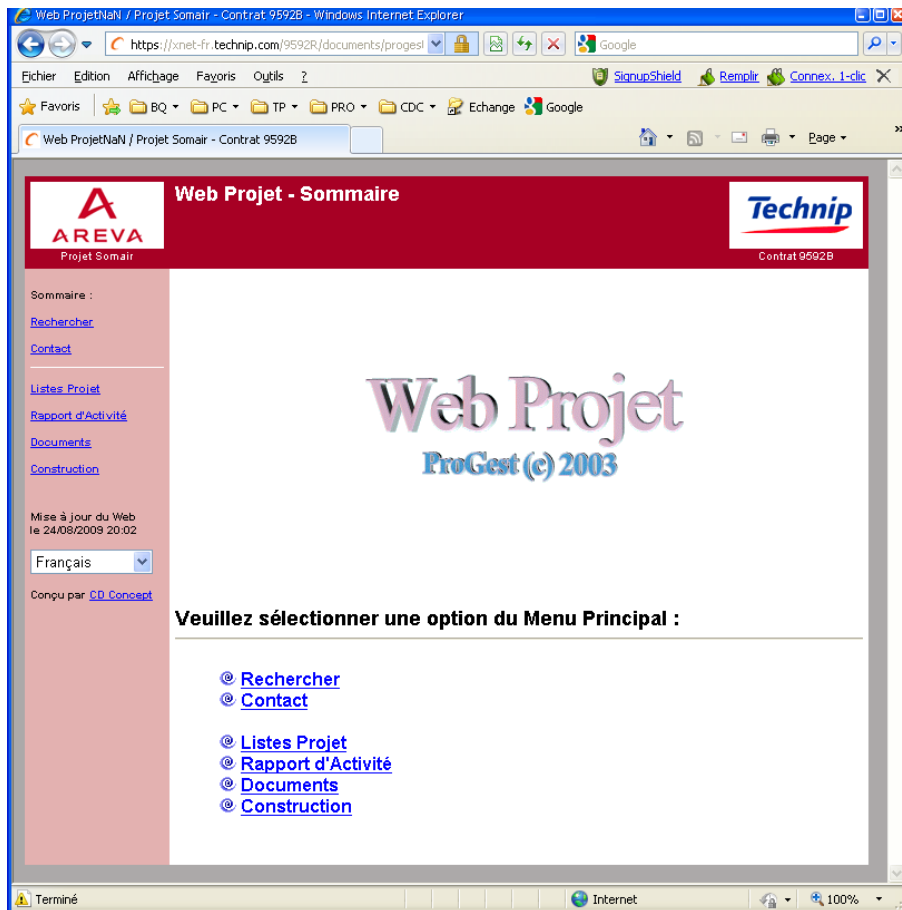 Web ProjetNaN / Projet Somair - Contrat 9592B - Windows Internet Explorer
https://xnet-fr.technip.com/9592R/documents/progesl
Google
Fichier Edition Affichage Favoris Outils ?
SignupShield Remplir Connex. 1-clic
Favoris BQ PC TP PRO CDC Echange Google
Web ProjetNaN / Projet Somair - Contrat 9592B
Page
AREVA
Projet Somair
Web Projet - Sommaire
Technip
Contrat 9592B
Sommaire :
Rechercher
Contact
Listes Projet
Rapport d'Activité
Documents
Construction
Mise à jour du Web
le 24/08/2009 20:02
Français
Conçu par CD Concept
Web Projet
ProGest (c) 2003
Veuillez sélectionner une option du Menu Principal :
Rechercher
Contact
Listes Projet
Rapport d'Activité
Documents
Construction
Terminé
Internet
100%